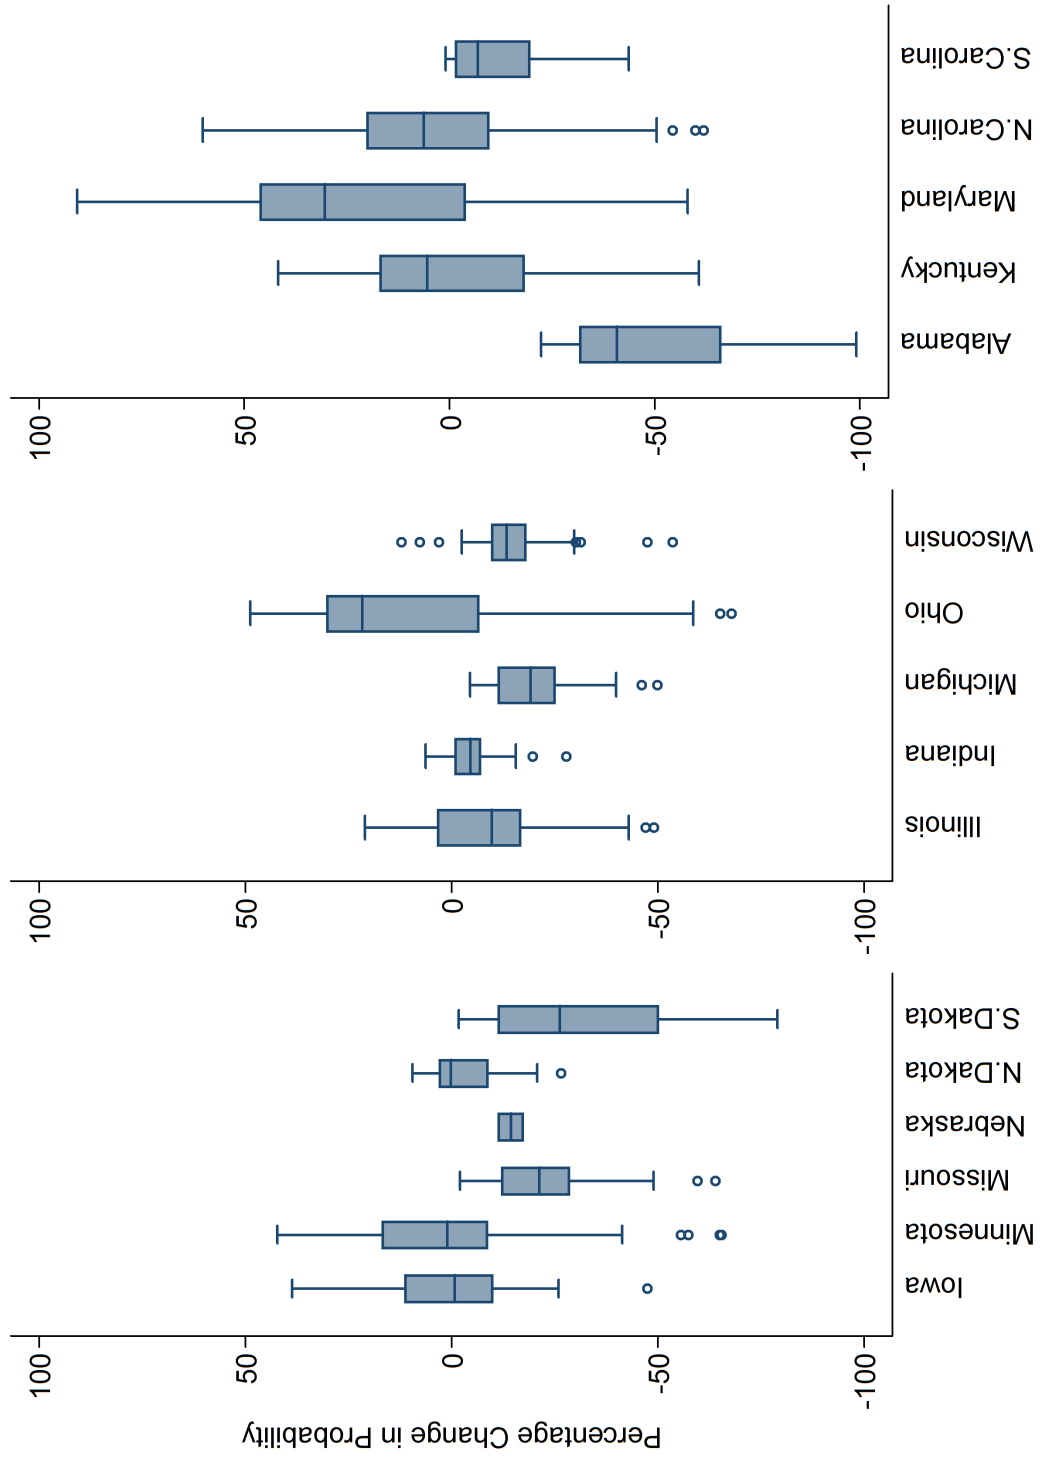 Percentage Change in Probability
100
50
0
-50
-100
Iowa
Minnesota
Missouri
Nebraska
N.Dakota
S.Dakota
100
50
0
-50
-100
Illinois
Indiana
Michigan
Ohio
Wisconsin
100
50
0
-50
-100
Alabama
Kentucky
Maryland
N.Carolina
S.Carolina